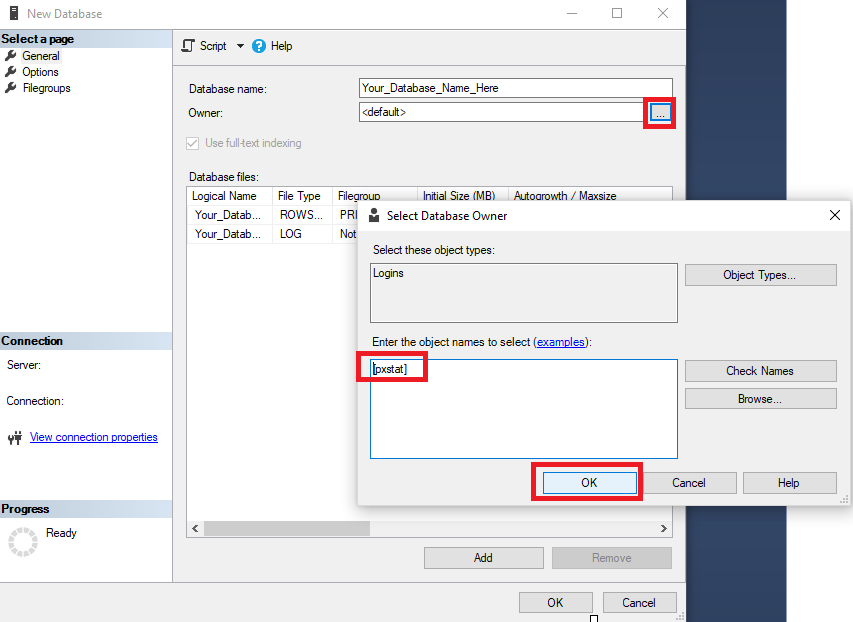 New Database
Select a page
General
Options
Filegroups
Script
Help
Database name:
Your_Database_Name_Here
Owner:
<default>
...
Use full-text indexing
Database files:
Logical Name File Type Filegroup Initial Size (MB) Autogrowth / Maxsize
Your_Datab... ROWS... PRI
Your_Datab... LOG Not
Connection
Server:
Connection:
View connection properties
Progress
Ready
Add
Remove
OK
Cancel
Select Database Owner
Select these object types:
Logins
Object Types...
Enter the object names to select (examples):
[pxstat]
Check Names
Browse...
OK
Cancel
Help